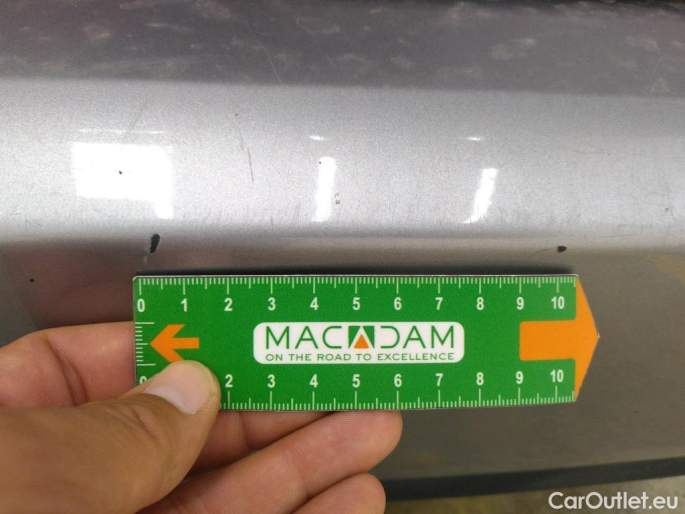 0 1 2 3 4 5 6 7 8 9 10
MACADAM
ON THE ROAD TO EXCELLENCE
2 3 4 5 6 7 8 9 10
CarOutlet.eu